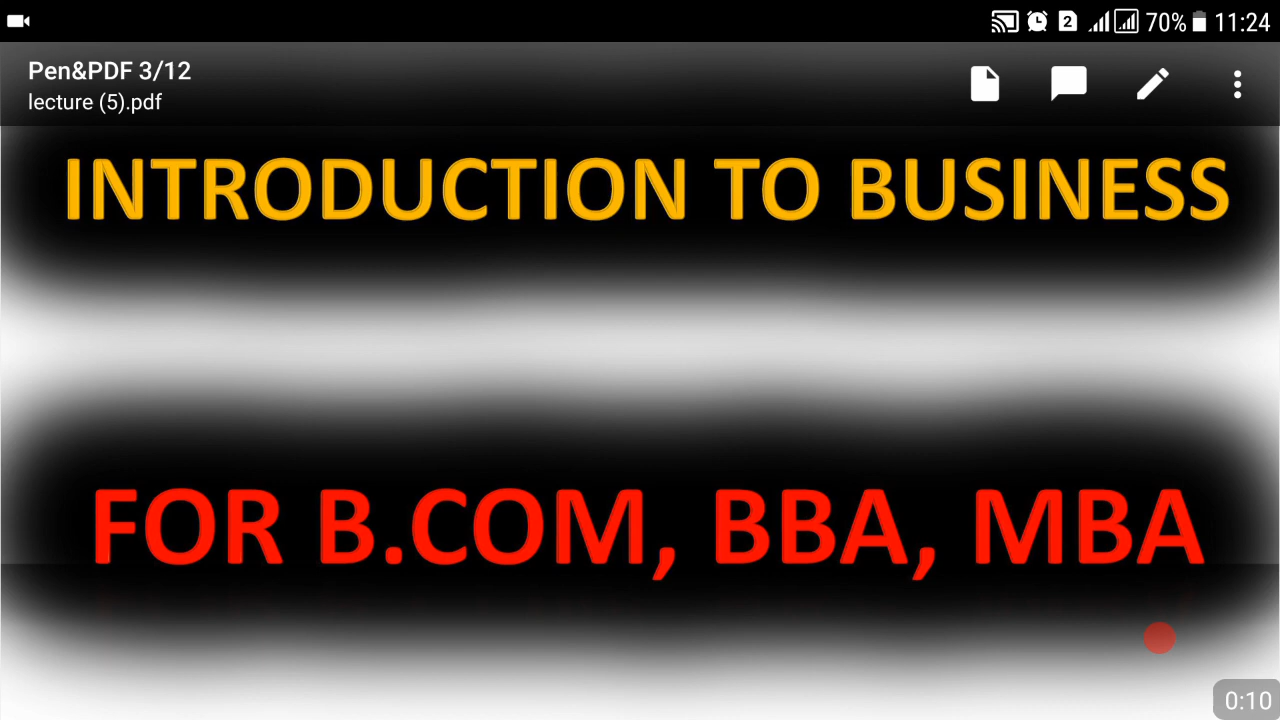 2 70% 11:24
Pen&PDF 3/12
lecture (5).pdf
INTRODUCTION TO BUSINESS
FOR B.COM, BBA, MBA
0:10